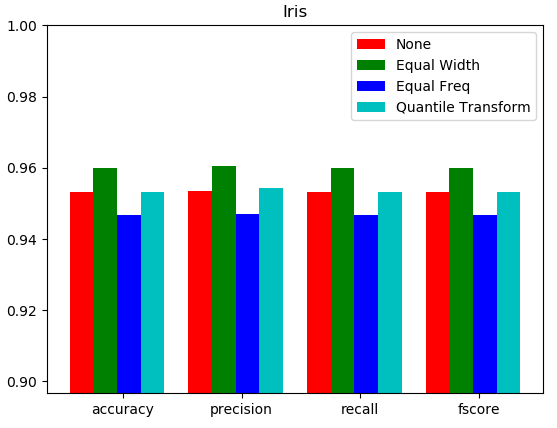 Iris
1.00
0.98
0.96
0.94
0.92
0.90
None
Equal Width
Equal Freq
Quantile Transform
accuracy precision recall fscore